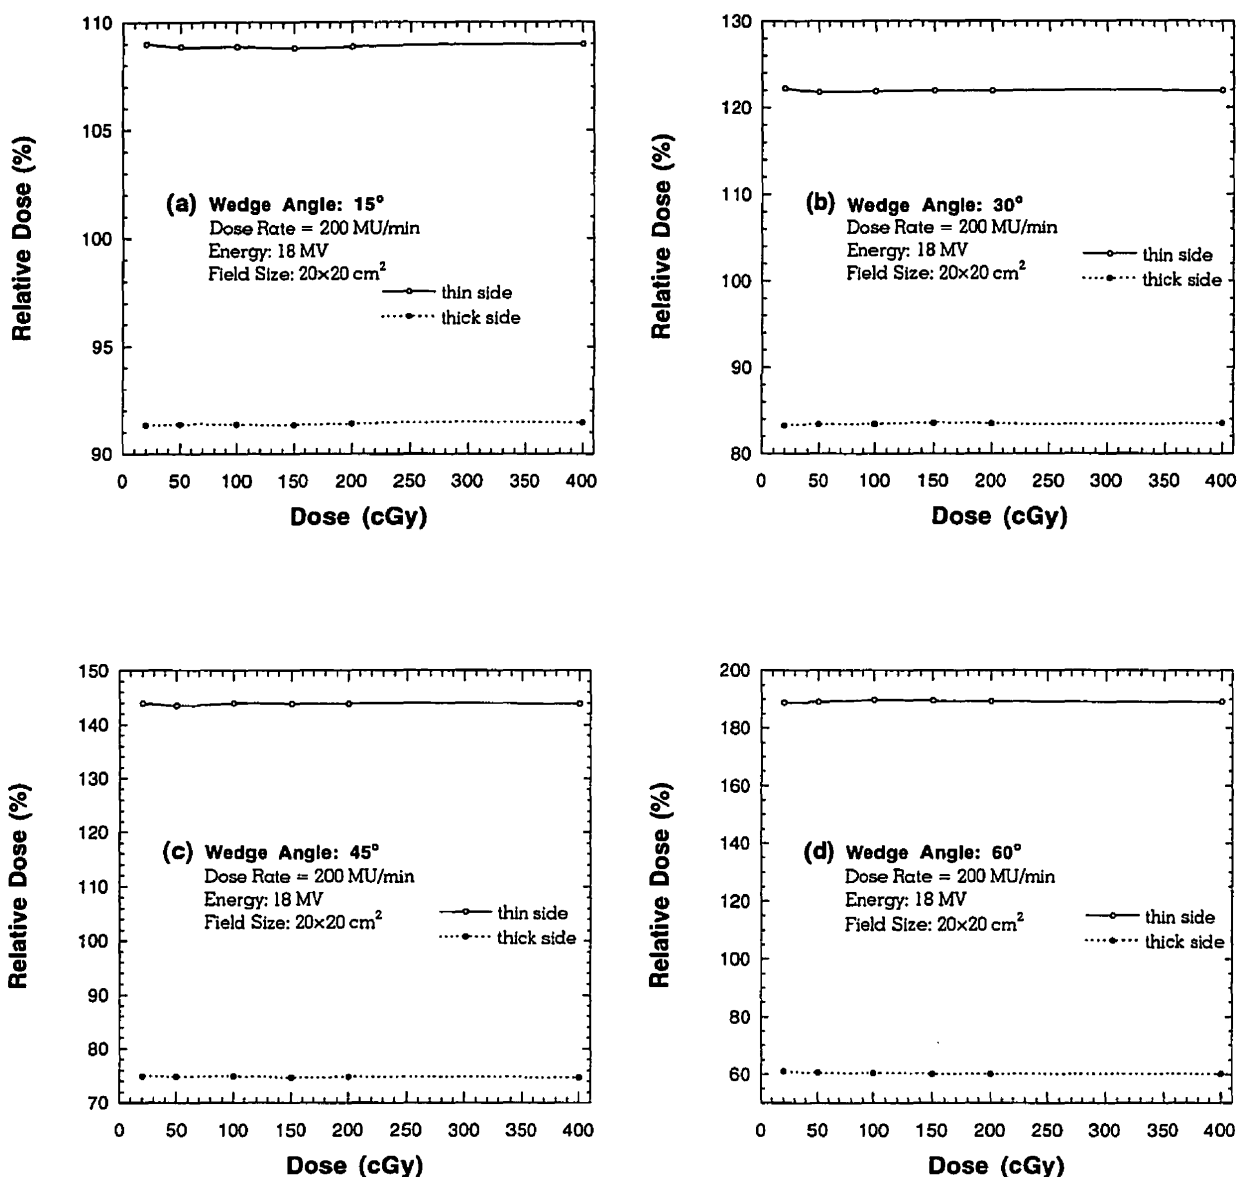 110
105
100
95
90
Relative Dose (%)
(a) Wedge Angle: 15°
Dose Rate = 200 MU/min
Energy: 18 MV
Field Size: 20×20 cm²
thin side
thick side
0 50 100 150 200 250 300 350 400
Dose (cGy)
130
120
110
100
90
80
Relative Dose (%)
(b) Wedge Angle: 30°
Dose Rate = 200 MU/min
Energy: 18 MV
Field Size: 20×20 cm²
thin side
thick side
0 50 100 150 200 250 300 350 400
Dose (cGy)
150
140
130
120
110
100
90
80
70
Relative Dose (%)
(c) Wedge Angle: 45°
Dose Rate = 200 MU/min
Energy: 18 MV
Field Size: 20×20 cm²
thin side
thick side
0 50 100 150 200 250 300 350 400
Dose (cGy)
200
180
160
140
120
100
80
60
Relative Dose (%)
(d) Wedge Angle: 60°
Dose Rate = 200 MU/min
Energy: 18 MV
Field Size: 20×20 cm²
thin side
thick side
0 50 100 150 200 250 300 350 400
Dose (cGy)